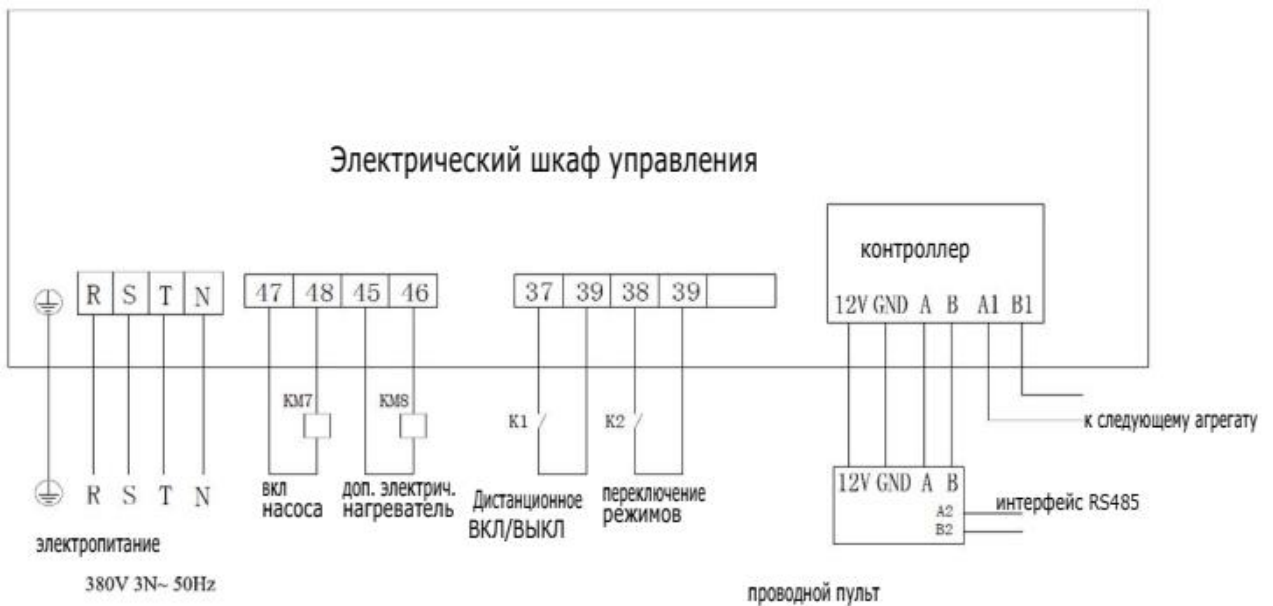 Электрический шкаф управления
контроллер
12V GND A B A1 B1
R S T N
47 48 45 46
37 39 38 39
KM7
KM8
K1
K2
к следующему агрегату
R S T N
вкл
насоса
доп. электрич.
нагреватель
Дистанционное
ВКЛ/ВЫКЛ
переключение
режимов
12V GND A B
A2
B2
интерфейс RS485
электропитание
380V 3N~ 50Hz
проводной пульт